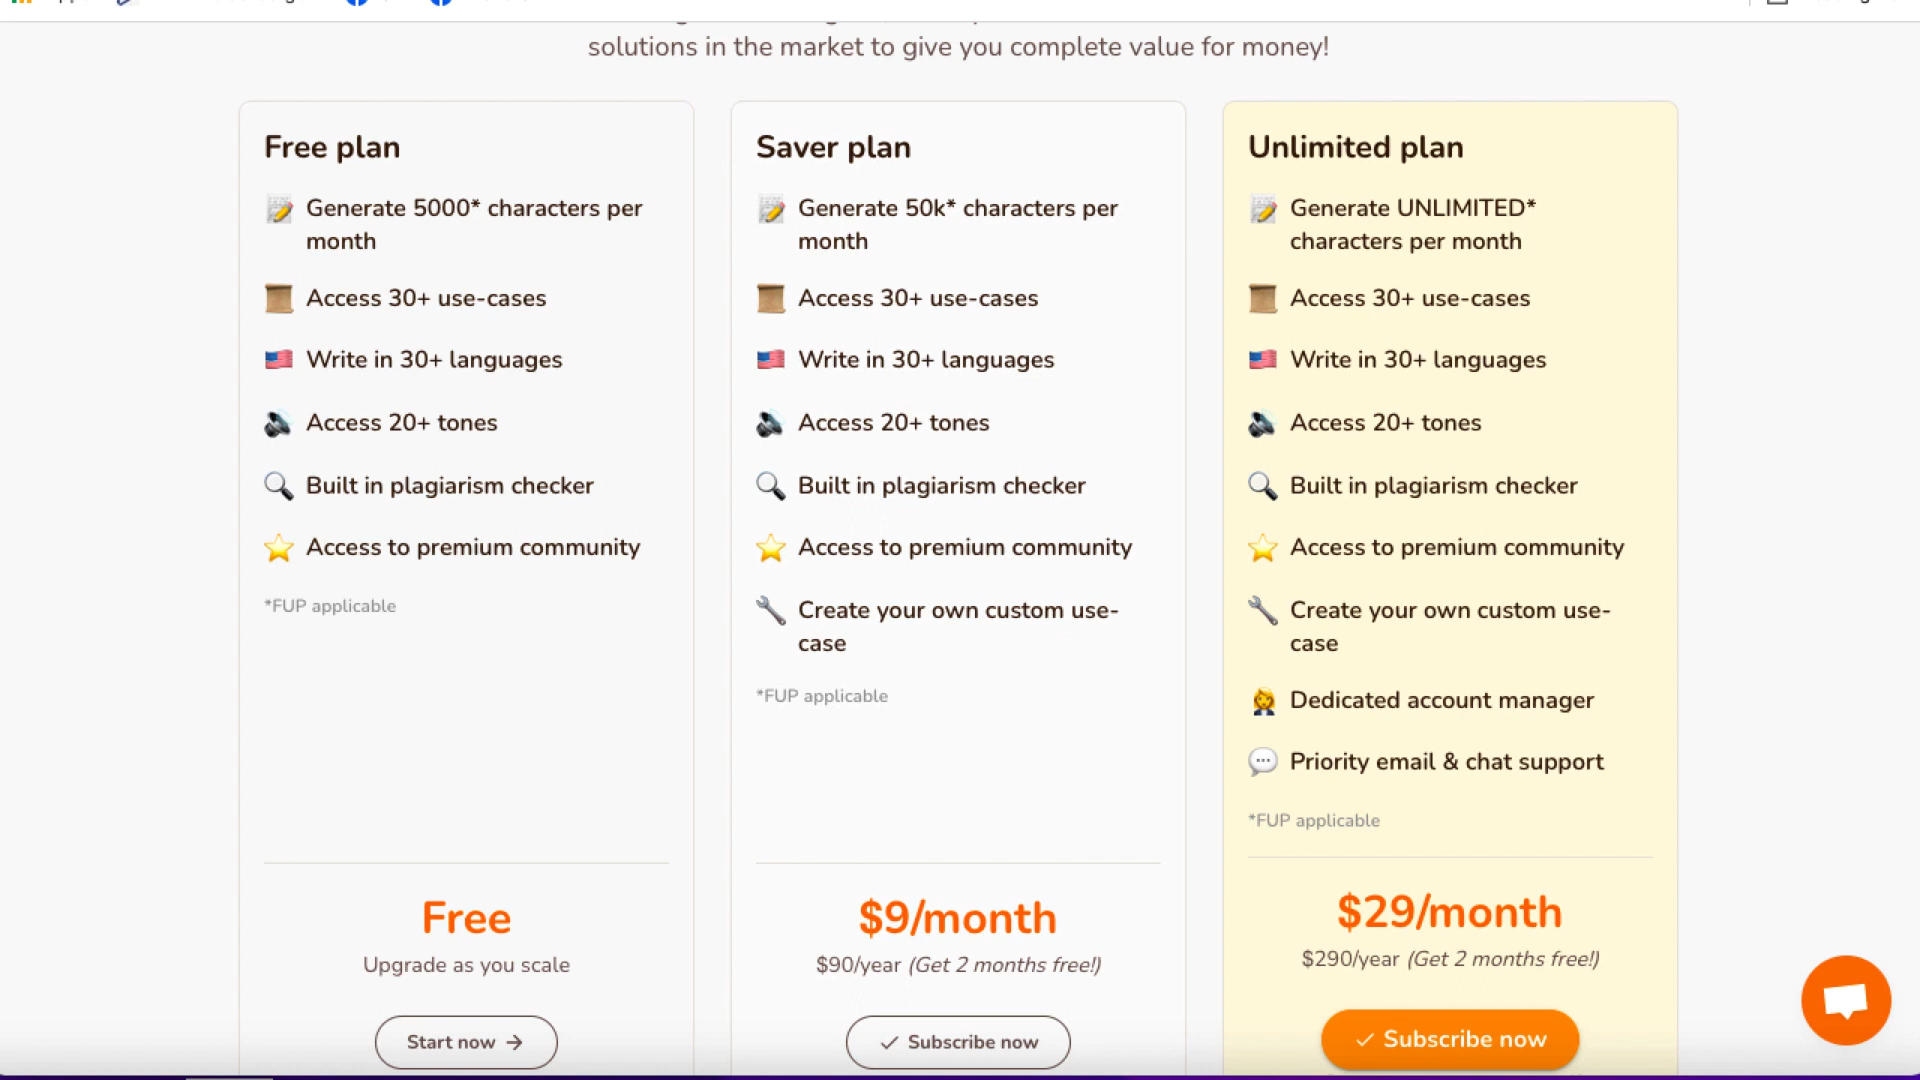 solutions in the market to give you complete value for money!
Free plan
Generate 5000* characters per
month
Access 30+ use-cases
Write in 30+ languages
Access 20+ tones
Built in plagiarism checker
Access to premium community
*FUP applicable
Free
Upgrade as you scale
Start now →
Saver plan
Generate 50k* characters per
month
Access 30+ use-cases
Write in 30+ languages
Access 20+ tones
Built in plagiarism checker
Access to premium community
Create your own custom use-
case
*FUP applicable
$9/month
$90/year (Get 2 months free!)
✓ Subscribe now
Unlimited plan
Generate UNLIMITED*
characters per month
Access 30+ use-cases
Write in 30+ languages
Access 20+ tones
Built in plagiarism checker
Access to premium community
Create your own custom use-
case
Dedicated account manager
Priority email & chat support
*FUP applicable
$29/month
$290/year (Get 2 months free!)
✓ Subscribe now